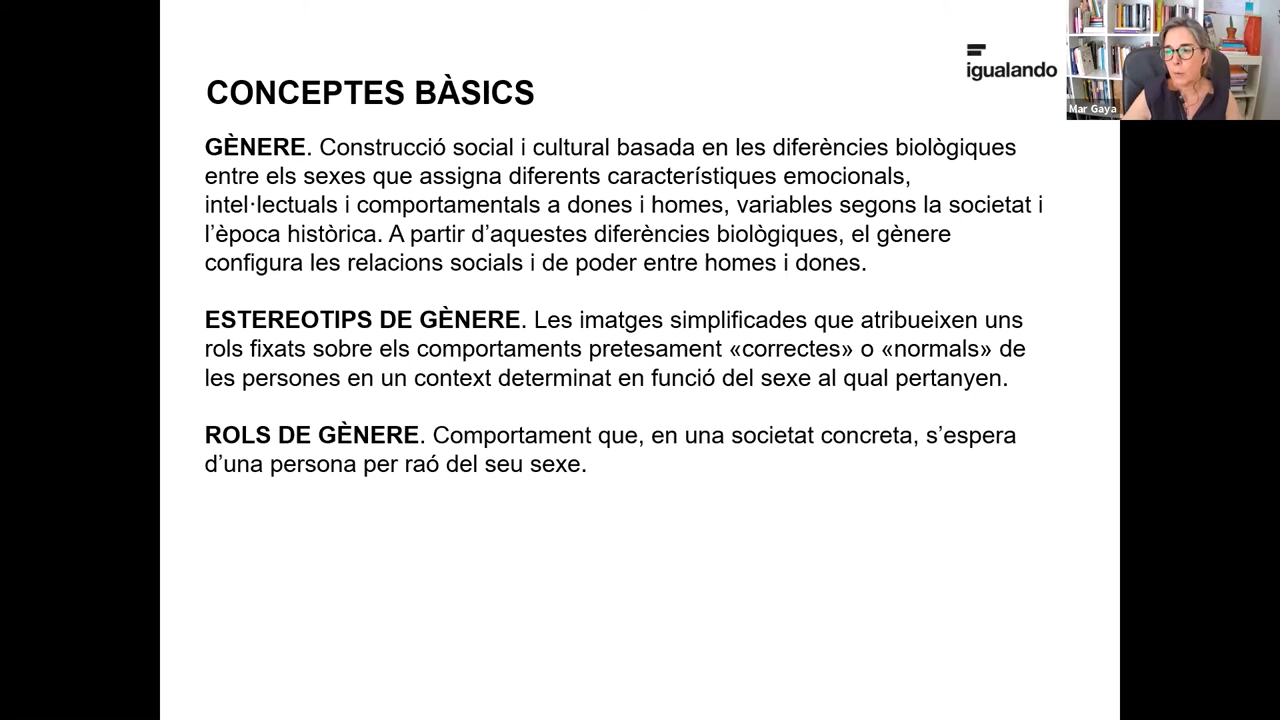 igualando
Mar Gaya
CONCEPTES BÀSICS
GÈNERE. Construcció social i cultural basada en les diferències biològiques
entre els sexes que assigna diferents característiques emocionals,
intel·lectuals i comportamentals a dones i homes, variables segons la societat i
l’època històrica. A partir d’aquestes diferències biològiques, el gènere
configura les relacions socials i de poder entre homes i dones.
ESTEREOTIPS DE GÈNERE. Les imatges simplificades que atribueixen uns
rols fixats sobre els comportaments pretesament «correctes» o «normals» de
les persones en un context determinat en funció del sexe al qual pertanyen.
ROLS DE GÈNERE. Comportament que, en una societat concreta, s’espera
d’una persona per raó del seu sexe.